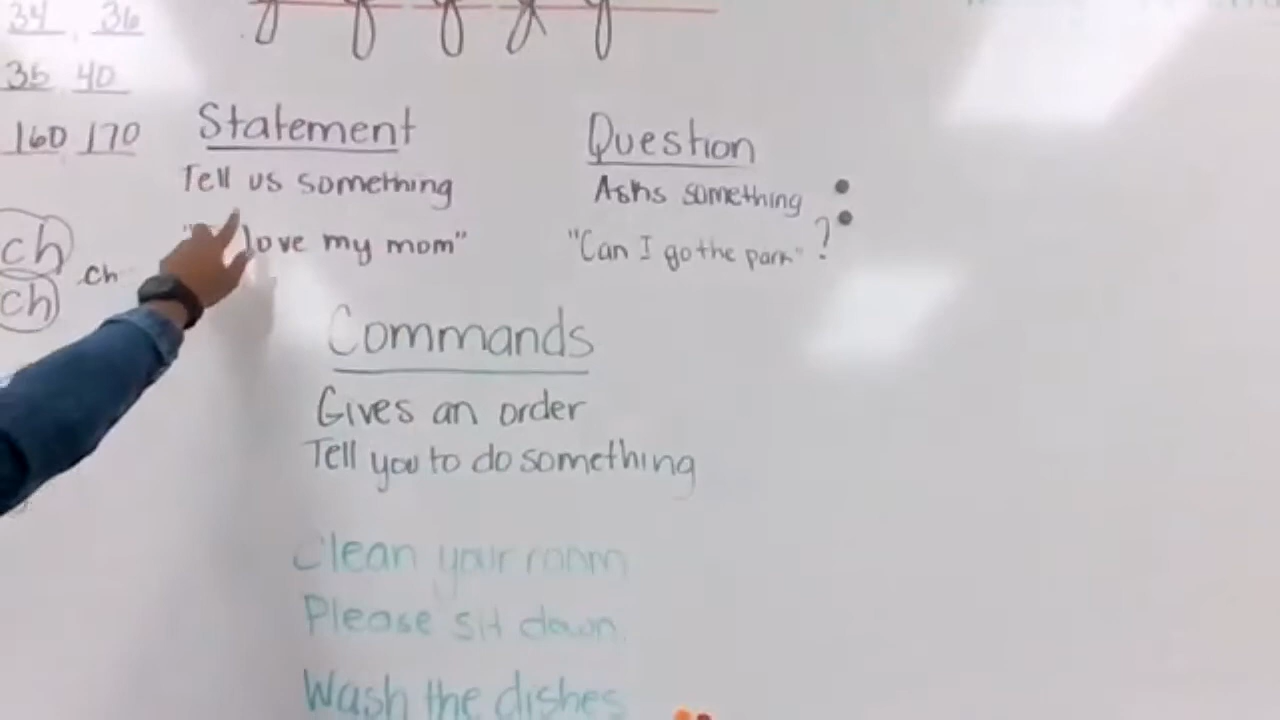 34, 36
35 40
160, 170
ch
ch
ch
Statement
Tell us something
love my mom"
Question
Asks something
"Can I go the park" ?
Commands
Gives an order
Tell you to do something
Clean your room
Please sit down.
Wash the dishes